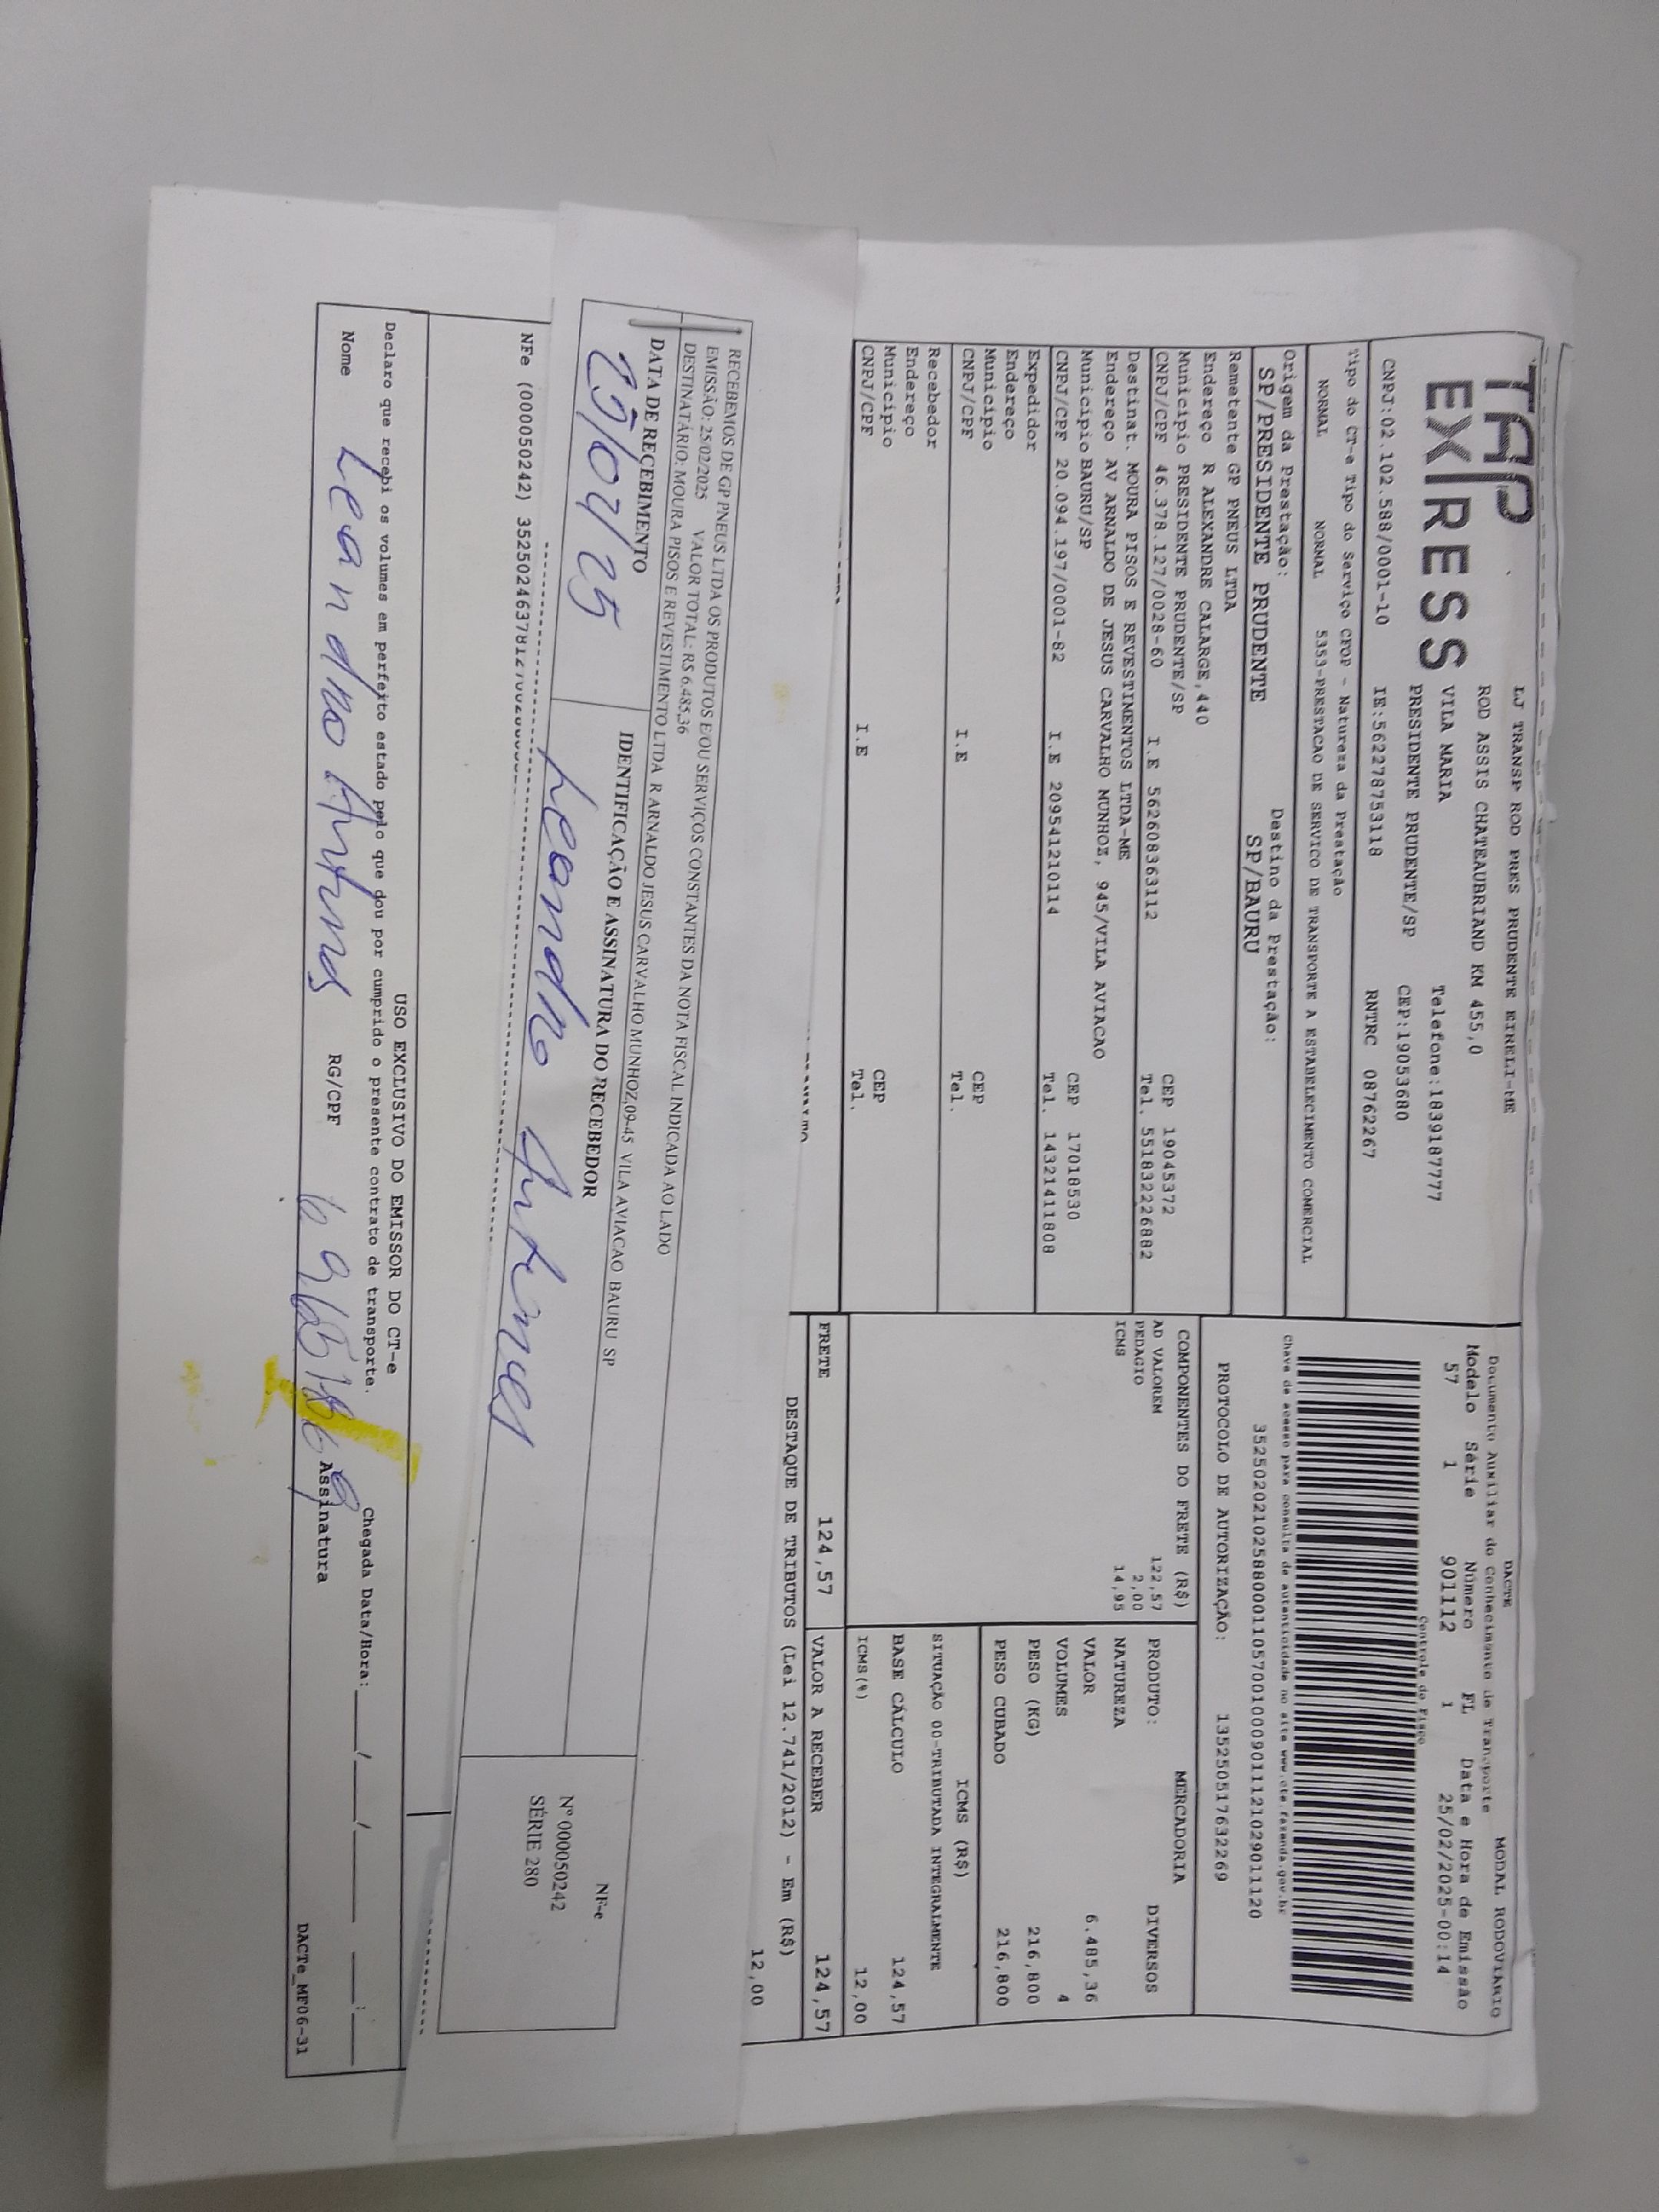 TAP
EXPRESS
LJ TRANSP ROD PRES PRUDENTE EIRELI-ME
ROD ASSIS CHATEAUBRIAND KM 455,0
VILA MARIA Telefone:1839187777
PRESIDENTE PRUDENTE/SP CEP:19053680
CNPJ:02.102.588/0001-10 IE:562278753118 RNTRC 08762267
DACTE MODAL RODOVIÁRIO
Documento Auxiliar do Conhecimento de Transporte
Modelo Série Número FL Data e Hora de Emissão
57 1 901112 1 25/02/2025-00:14
Controle do Fisco
Tipo do CT-e Tipo do Serviço CFOP - Natureza da Prestação
NORMAL NORMAL 5353-PRESTACAO DE SERVICO DE TRANSPORTE A ESTABELECIMENTO COMERCIAL
Chave de acesso para consulta de autenticidade no site www.cte.fazenda.gov.br
35250202102588000110570010009011121029011120
Origem da Prestação: Destino da Prestação:
SP/PRESIDENTE PRUDENTE SP/BAURU
PROTOCOLO DE AUTORIZAÇÃO: 135250517632269
Remetente GP PNEUS LTDA
Endereço R ALEXANDRE CALARGE,440
Município PRESIDENTE PRUDENTE/SP CEP 19045372
CNPJ/CPF 46.378.127/0028-60 I.E 562608363112 Tel. 551832226882
Destinat. MOURA PISOS E REVESTIMENTOS LTDA-ME
Endereço AV ARNALDO DE JESUS CARVALHO MUNHOZ, 945/VILA AVIACAO
Município BAURU/SP CEP 17018530
CNPJ/CPF 20.094.197/0001-82 I.E 209541210114 Tel. 14321411808
Expedidor
Endereço
Município CEP
CNPJ/CPF I.E Tel.
Recebedor
Endereço
Município CEP
CNPJ/CPF I.E Tel.
COMPONENTES DO FRETE (R$)
AD VALOREM 122,57
PEDAGIO 2,00
ICMS 14,95
MERCADORIA
PRODUTO: DIVERSOS
NATUREZA
VALOR 6.485,36
VOLUMES 4
PESO (KG) 216,800
PESO CUBADO 216,800
ICMS (R$)
SITUAÇÃO 00-TRIBUTADA INTEGRALMENTE
BASE CÁLCULO 124,57
ICMS(%) 12,00
FRETE 124,57 VALOR A RECEBER 124,57
DESTAQUE DE TRIBUTOS (Lei 12.741/2012) - Em (R$)
12,00
RECEBEMOS DE GP PNEUS LTDA OS PRODUTOS E/OU SERVIÇOS CONSTANTES DA NOTA FISCAL INDICADA AO LADO
EMISSÃO: 25/02/2025 VALOR TOTAL: R$ 6.485,36
DESTINATÁRIO: MOURA PISOS E REVESTIMENTO LTDA R ARNALDO JESUS CARVALHO MUNHOZ,09-45 VILA AVIACAO BAURU SP
DATA DE RECEBIMENTO IDENTIFICAÇÃO E ASSINATURA DO RECEBEDOR
Leandro Antunes
NF-e
Nº 000050242
SÉRIE 280
NFe (000050242)
USO EXCLUSIVO DO EMISSOR DO CT-e
Declaro que recebi os volumes em perfeito estado pelo que dou por cumprido o presente contrato de transporte.
Chegada Data/Hora: ____/____/____ ___:___
Nome Leandro Antunes RG/CPF Assinatura
DACTe_MF06-31